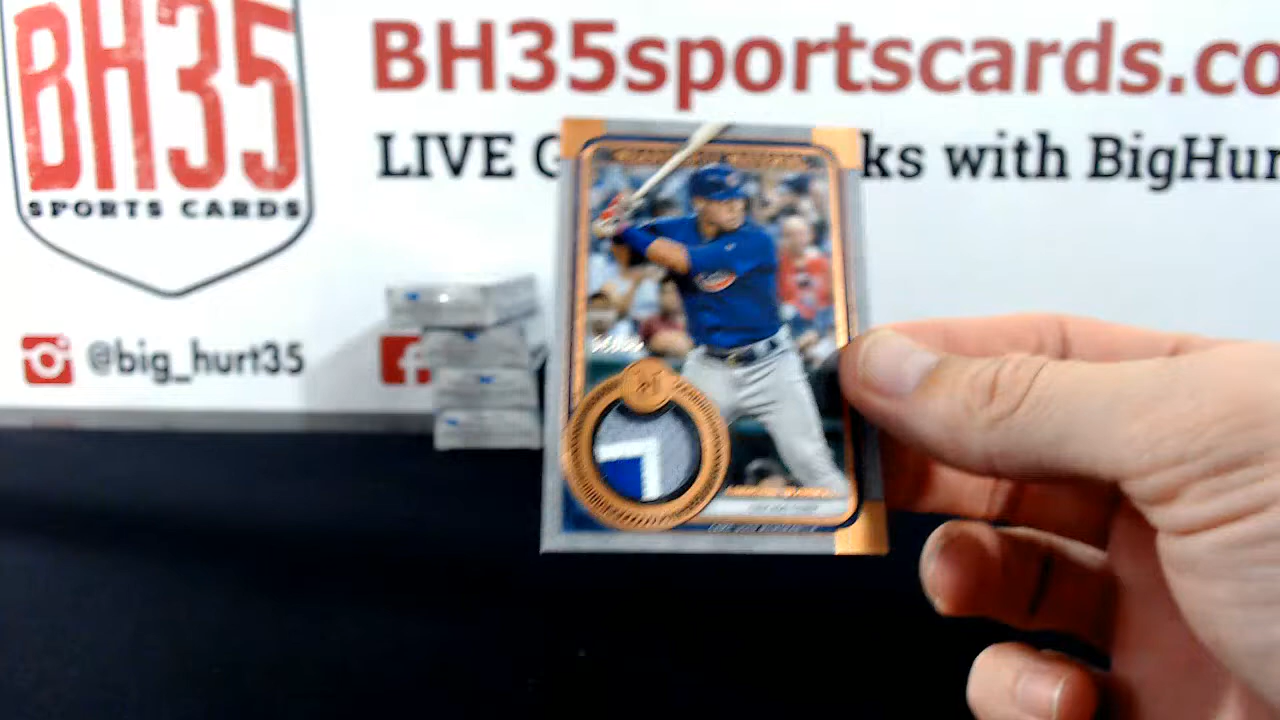 BH35
SPORTS CARDS
BH35sportscards.co
LIVE G ks with BigHur
@big_hurt35